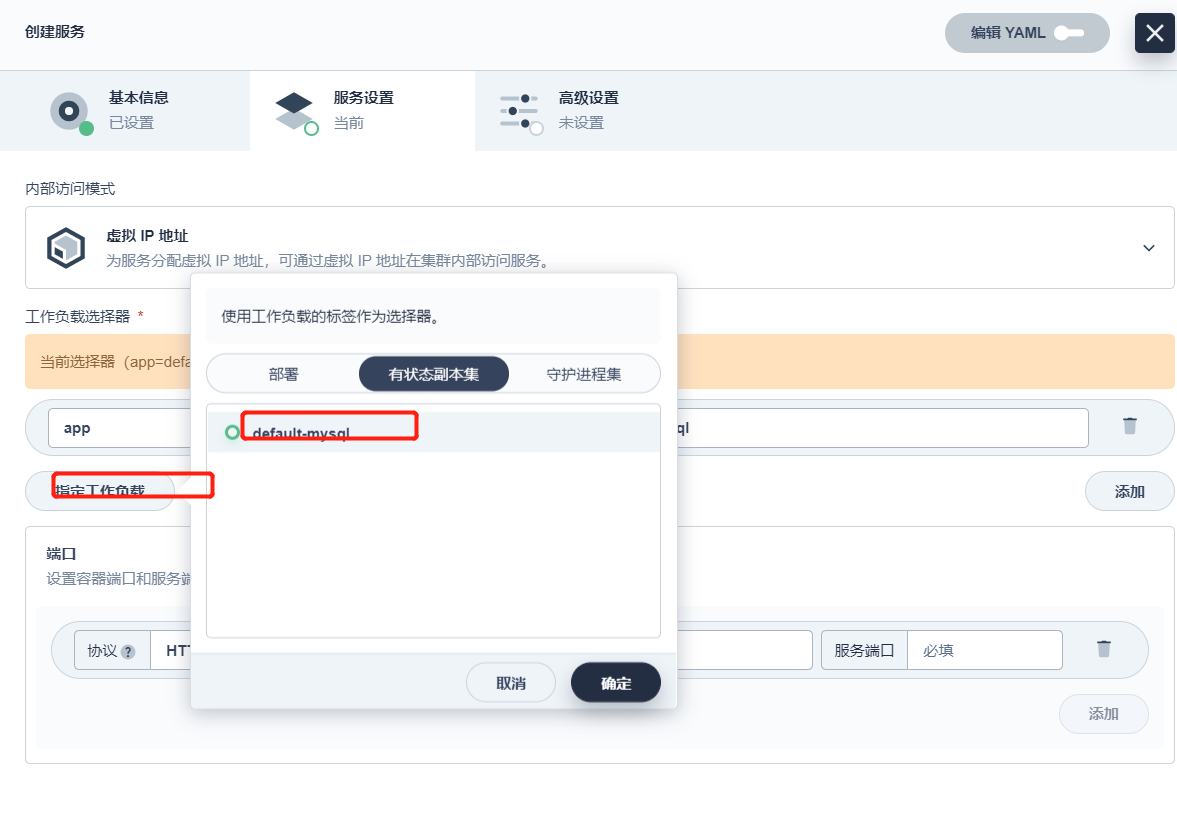 创建服务
编辑 YAML
基本信息
已设置
服务设置
当前
高级设置
未设置
内部访问模式
虚拟 IP 地址
为服务分配虚拟 IP 地址，可通过虚拟 IP 地址在集群内部访问服务。
工作负载选择器 *
当前选择器（app=defa
app
ql
指定工作负载
添加
使用工作负载的标签作为选择器。
部署
有状态副本集
守护进程集
default-mysql
取消
确定
端口
设置容器端口和服务端
协议 ?
HT
服务端口
必填
添加